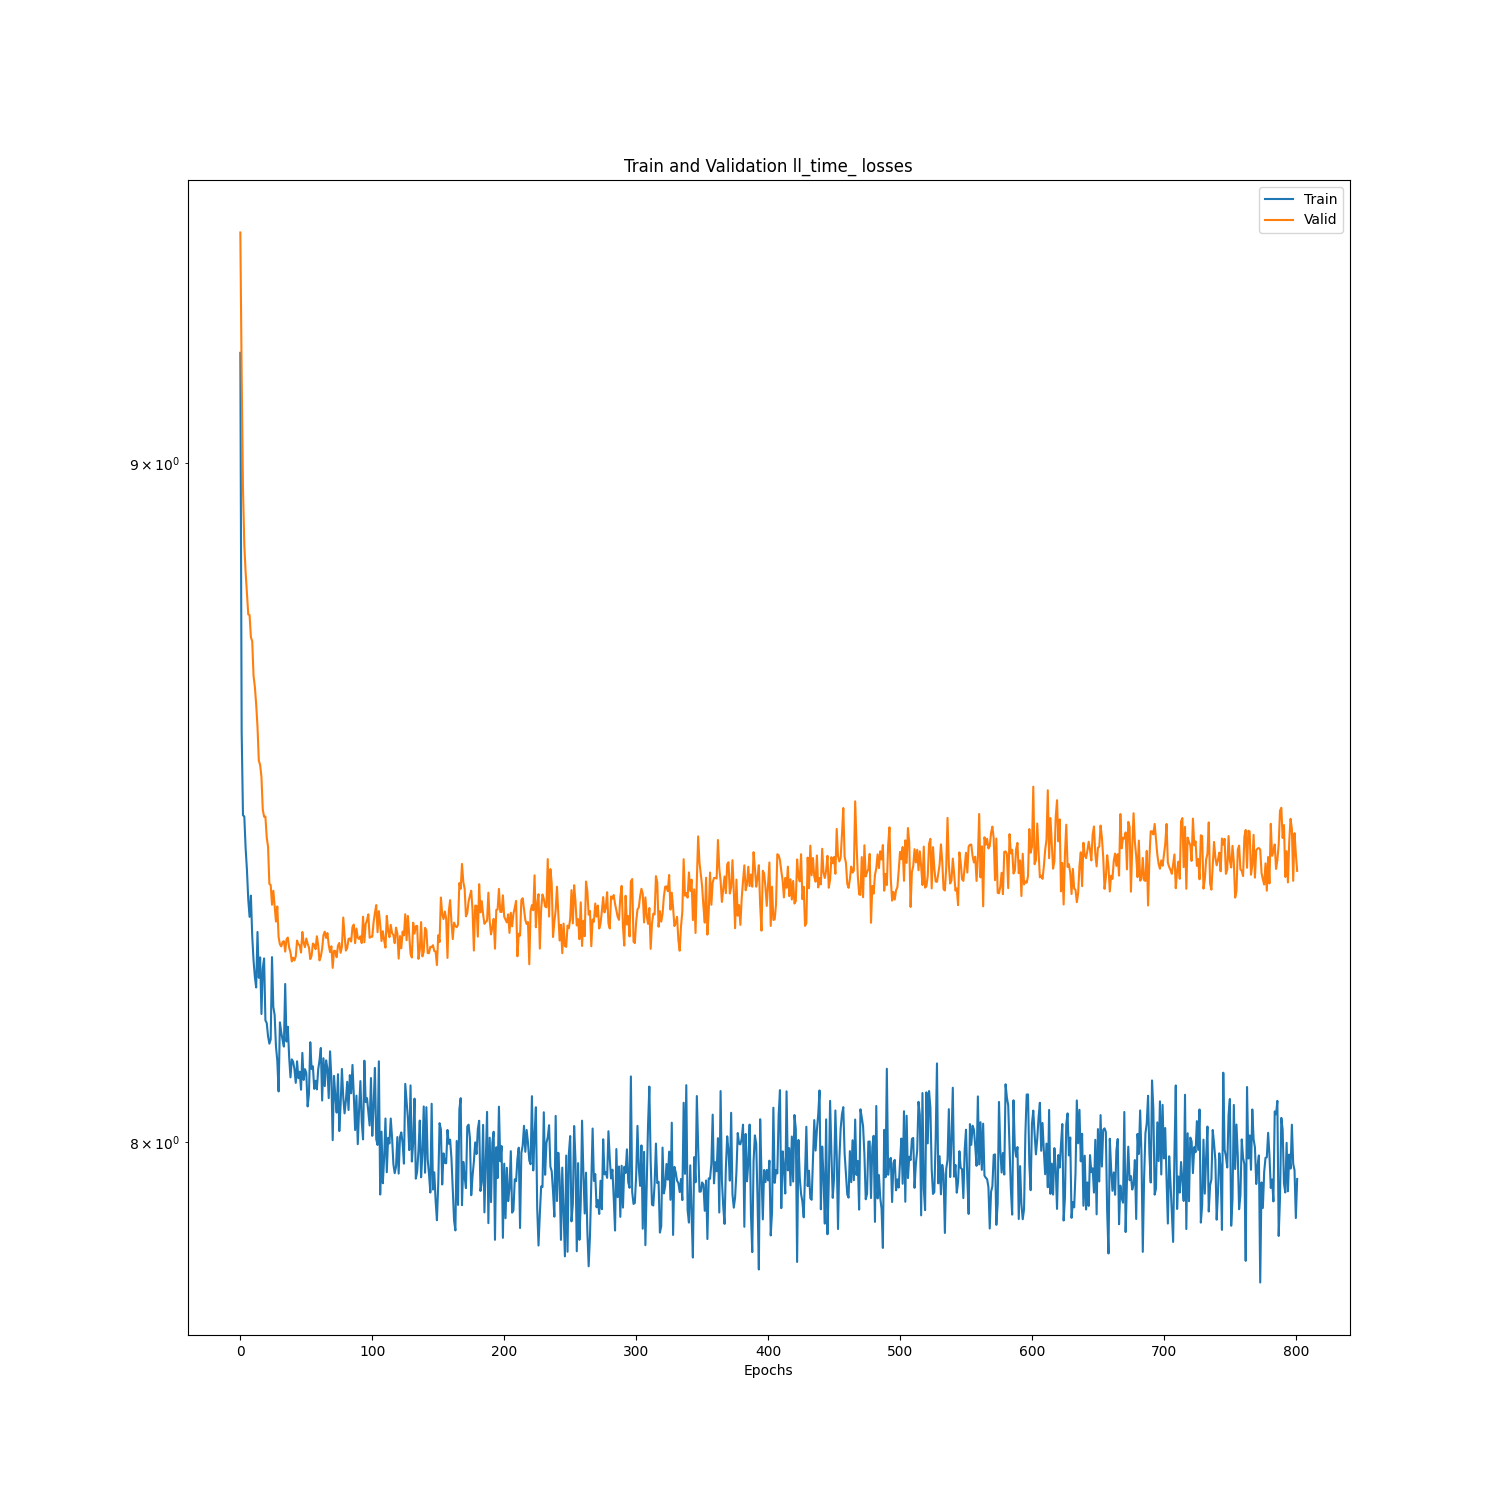 Train and Validation ll_time_ losses
Train
Valid
9 × 10⁰
8 × 10⁰
0 100 200 300 400 500 600 700 800
Epochs